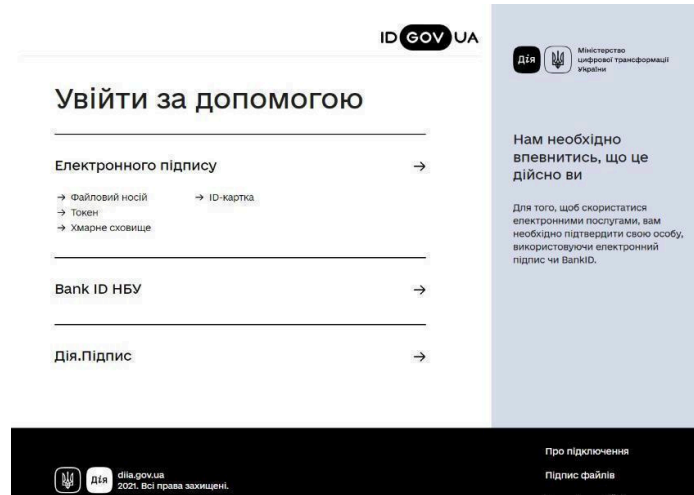 ID GOV UA
Увійти за допомогою
Електронного підпису →
→ Файловий носій → ID-картка
→ Токен
→ Хмарне сховище
Bank ID НБУ →
Дія.Підпис →
Дія
Міністерство
цифрової трансформації
України
Нам необхідно
впевнитись, що це
дійсно ви
Для того, щоб скористатися
електронними послугами, вам
необхідно підтвердити свою особу,
використовуючи електронний
підпис чи BankID.
Дія
diia.gov.ua
2021. Всі права захищені.
Про підключення
Підпис файлів